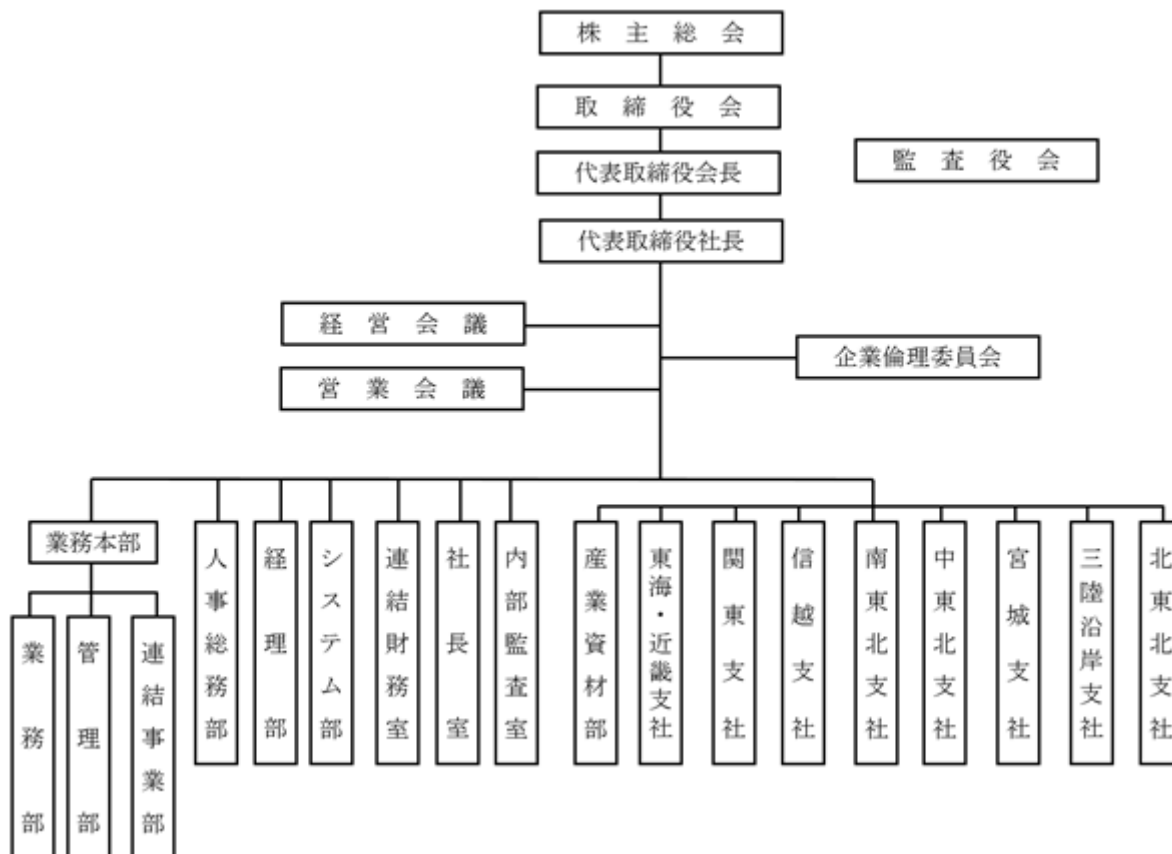 株主総会
取締役会
代表取締役会長
監査役会
代表取締役社長
経営会議
企業倫理委員会
営業会議
業務本部
人事総務部
経理部
システム部
連結財務室
社長室
内部監査室
産業資材部
東海・近畿支社
関東支社
信越支社
南東北支社
中東北支社
宮城支社
三陸沿岸支社
北東北支社
業務部
管理部
連結事業部